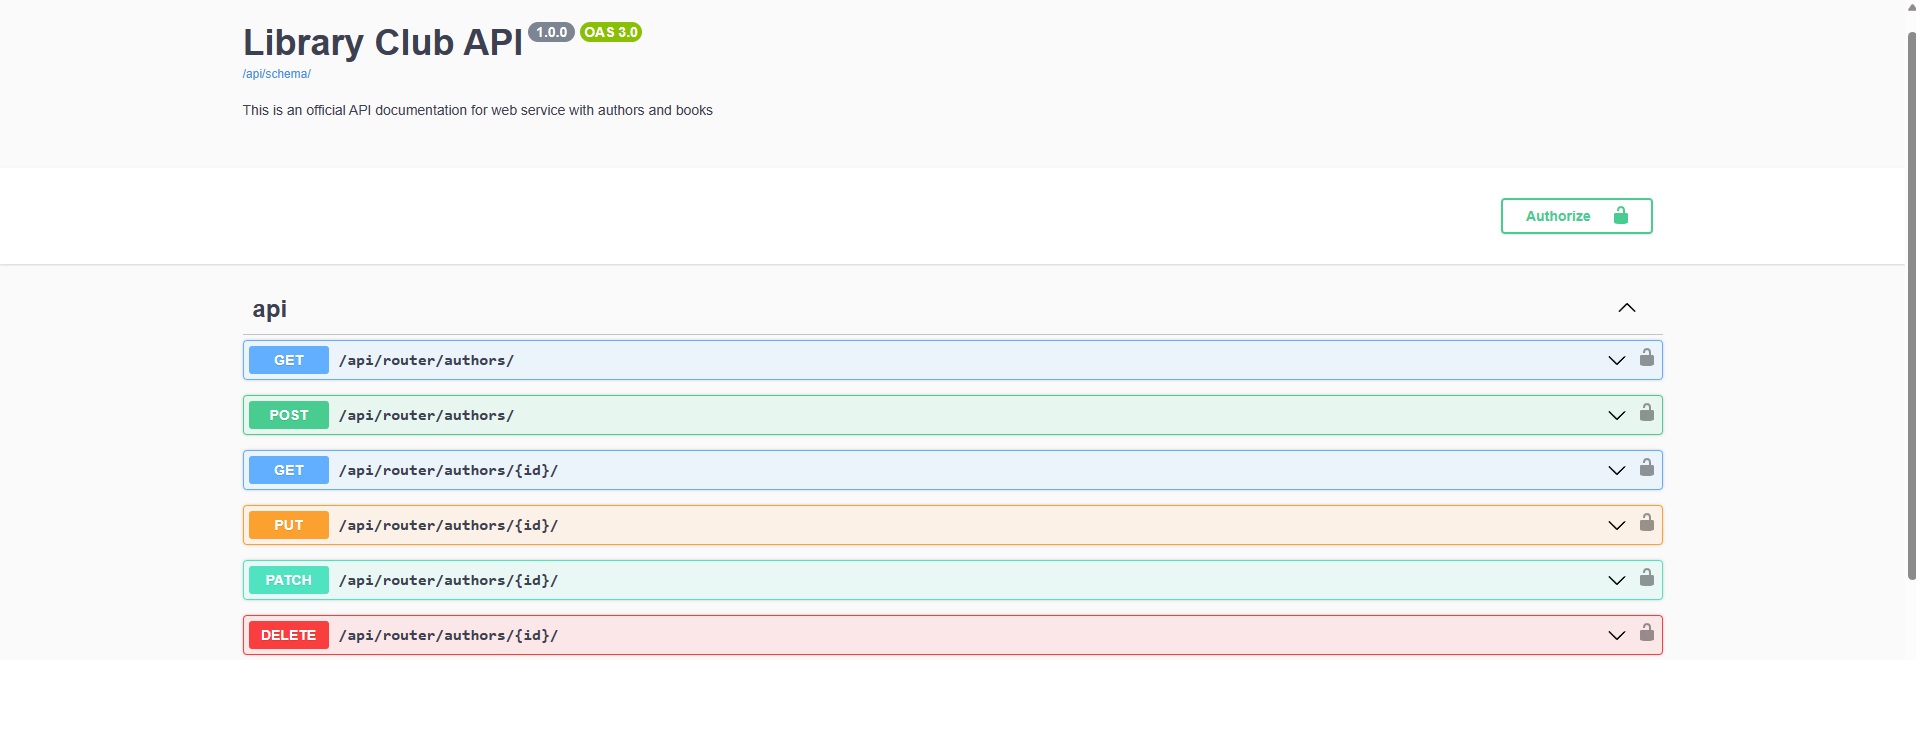 Library Club API 1.0.0 OAS 3.0
/api/schema/
This is an official API documentation for web service with authors and books
Authorize
api
GET /api/router/authors/
POST /api/router/authors/
GET /api/router/authors/{id}/
PUT /api/router/authors/{id}/
PATCH /api/router/authors/{id}/
DELETE /api/router/authors/{id}/